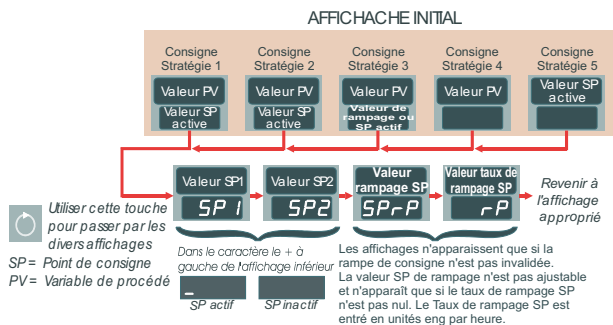 AFFICHACHE INITIAL
Consigne
Stratégie 1
Consigne
Stratégie 2
Consigne
Stratégie 3
Consigne
Stratégie 4
Consigne
Stratégie 5
Valeur PV
Valeur SP
active
Valeur PV
Valeur SP
active
Valeur PV
Valeur de
rampage ou
SP actif
Valeur PV
Valeur SP
active
Valeur SP1
SP1
Valeur SP2
SP2
Valeur
rampage SP
SPrP
Valeur taux de
rampage SP
rP
Revenir à
l'affichage
approprié
Utiliser cette touche
pour passer par les
divers affichages
SP = Point de consigne
PV = Variable de procédé
Dans le caractère le + à
gauche de l'affichage inférieur
SP actif
SP inactif
Les affichages n'apparaissent que si la
rampe de consigne n'est pas invalidée.
La valeur SP de rampage n'est pas ajustable
et n'apparaît que si le taux de rampage SP
n'est pas nul. Le Taux de rampage SP est
entré en unités eng par heure.